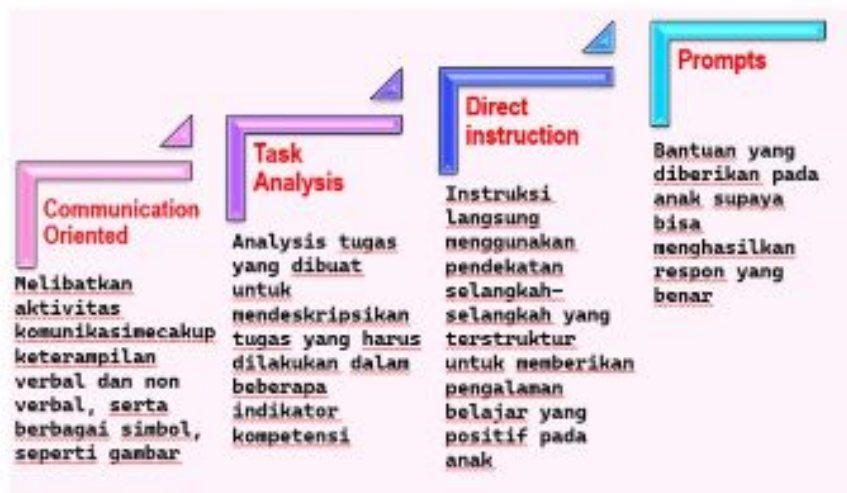 Communication
Oriented
Melibatkan
aktivitas
komunikasimecakup
keterampilan
verbal dan non
verbal, serta
berbagai simbol,
seperti gambar
Task
Analysis
Analysis tugas
yang dibuat
untuk
mendeskripsikan
tugas yang harus
dilakukan dalam
beberapa
indikator
kompetensi
Direct
instruction
Instruksi
langsung
menggunakan
pendekatan
selangkah-
selangkah yang
terstruktur
untuk memberikan
pengalaman
belajar yang
positif pada
anak
Prompts
Bantuan yang
diberikan pada
anak supaya
bisa
menghasilkan
respon yang
benar